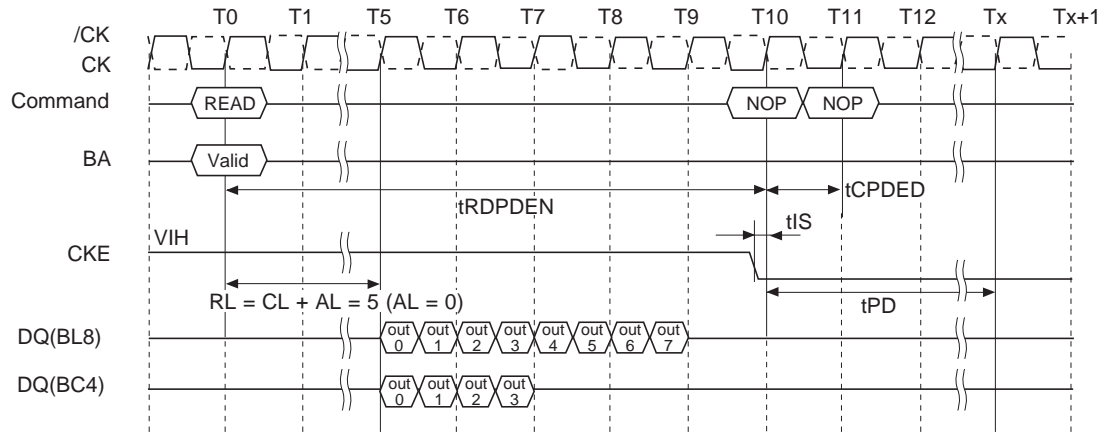 T0 T1 T5 T6 T7 T8 T9 T10 T11 T12 Tx Tx+1
/CK
CK
Command READ NOP NOP
BA Valid
tRDPDEN tCPDED
tIS
VIH
CKE
RL = CL + AL = 5 (AL = 0)
tPD
DQ(BL8) out 0 out 1 out 2 out 3 out 4 out 5 out 6 out 7
DQ(BC4) out 0 out 1 out 2 out 3